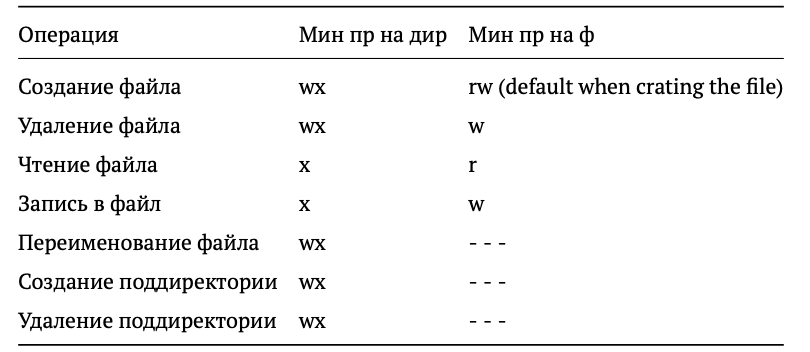 Операция Мин пр на дир Мин пр на ф
Создание файла wx rw (default when crating the file)
Удаление файла wx w
Чтение файла x r
Запись в файл x w
Переименование файла wx - - -
Создание поддиректории wx - - -
Удаление поддиректории wx - - -